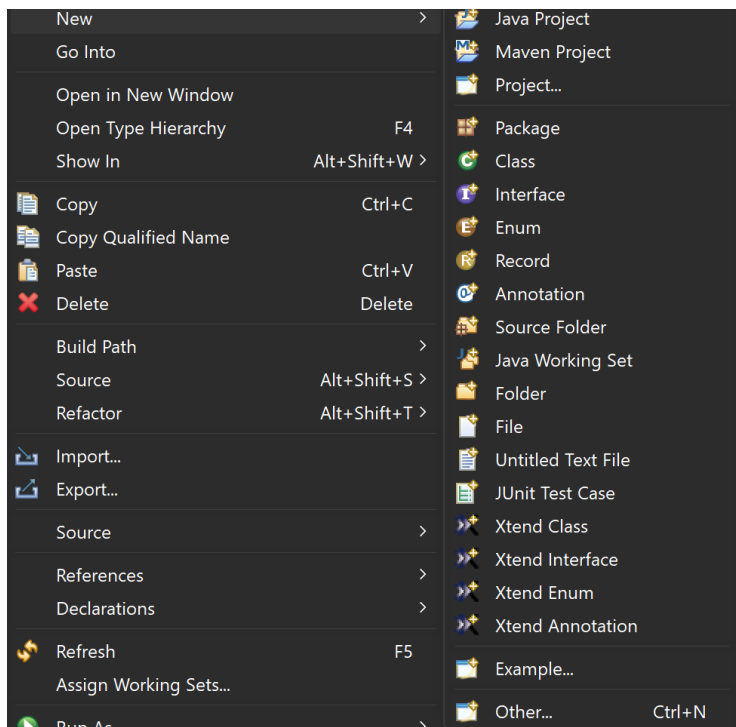 New
Go Into
Open in New Window
Open Type Hierarchy F4
Show In Alt+Shift+W
Copy Ctrl+C
Copy Qualified Name
Paste Ctrl+V
Delete Delete
Build Path
Source Alt+Shift+S
Refactor Alt+Shift+T
Import...
Export...
Source
References
Declarations
Refresh F5
Assign Working Sets...
Run As
Java Project
Maven Project
Project...
Package
Class
Interface
Enum
Record
Annotation
Source Folder
Java Working Set
Folder
File
Untitled Text File
JUnit Test Case
Xtend Class
Xtend Interface
Xtend Enum
Xtend Annotation
Example...
Other... Ctrl+N